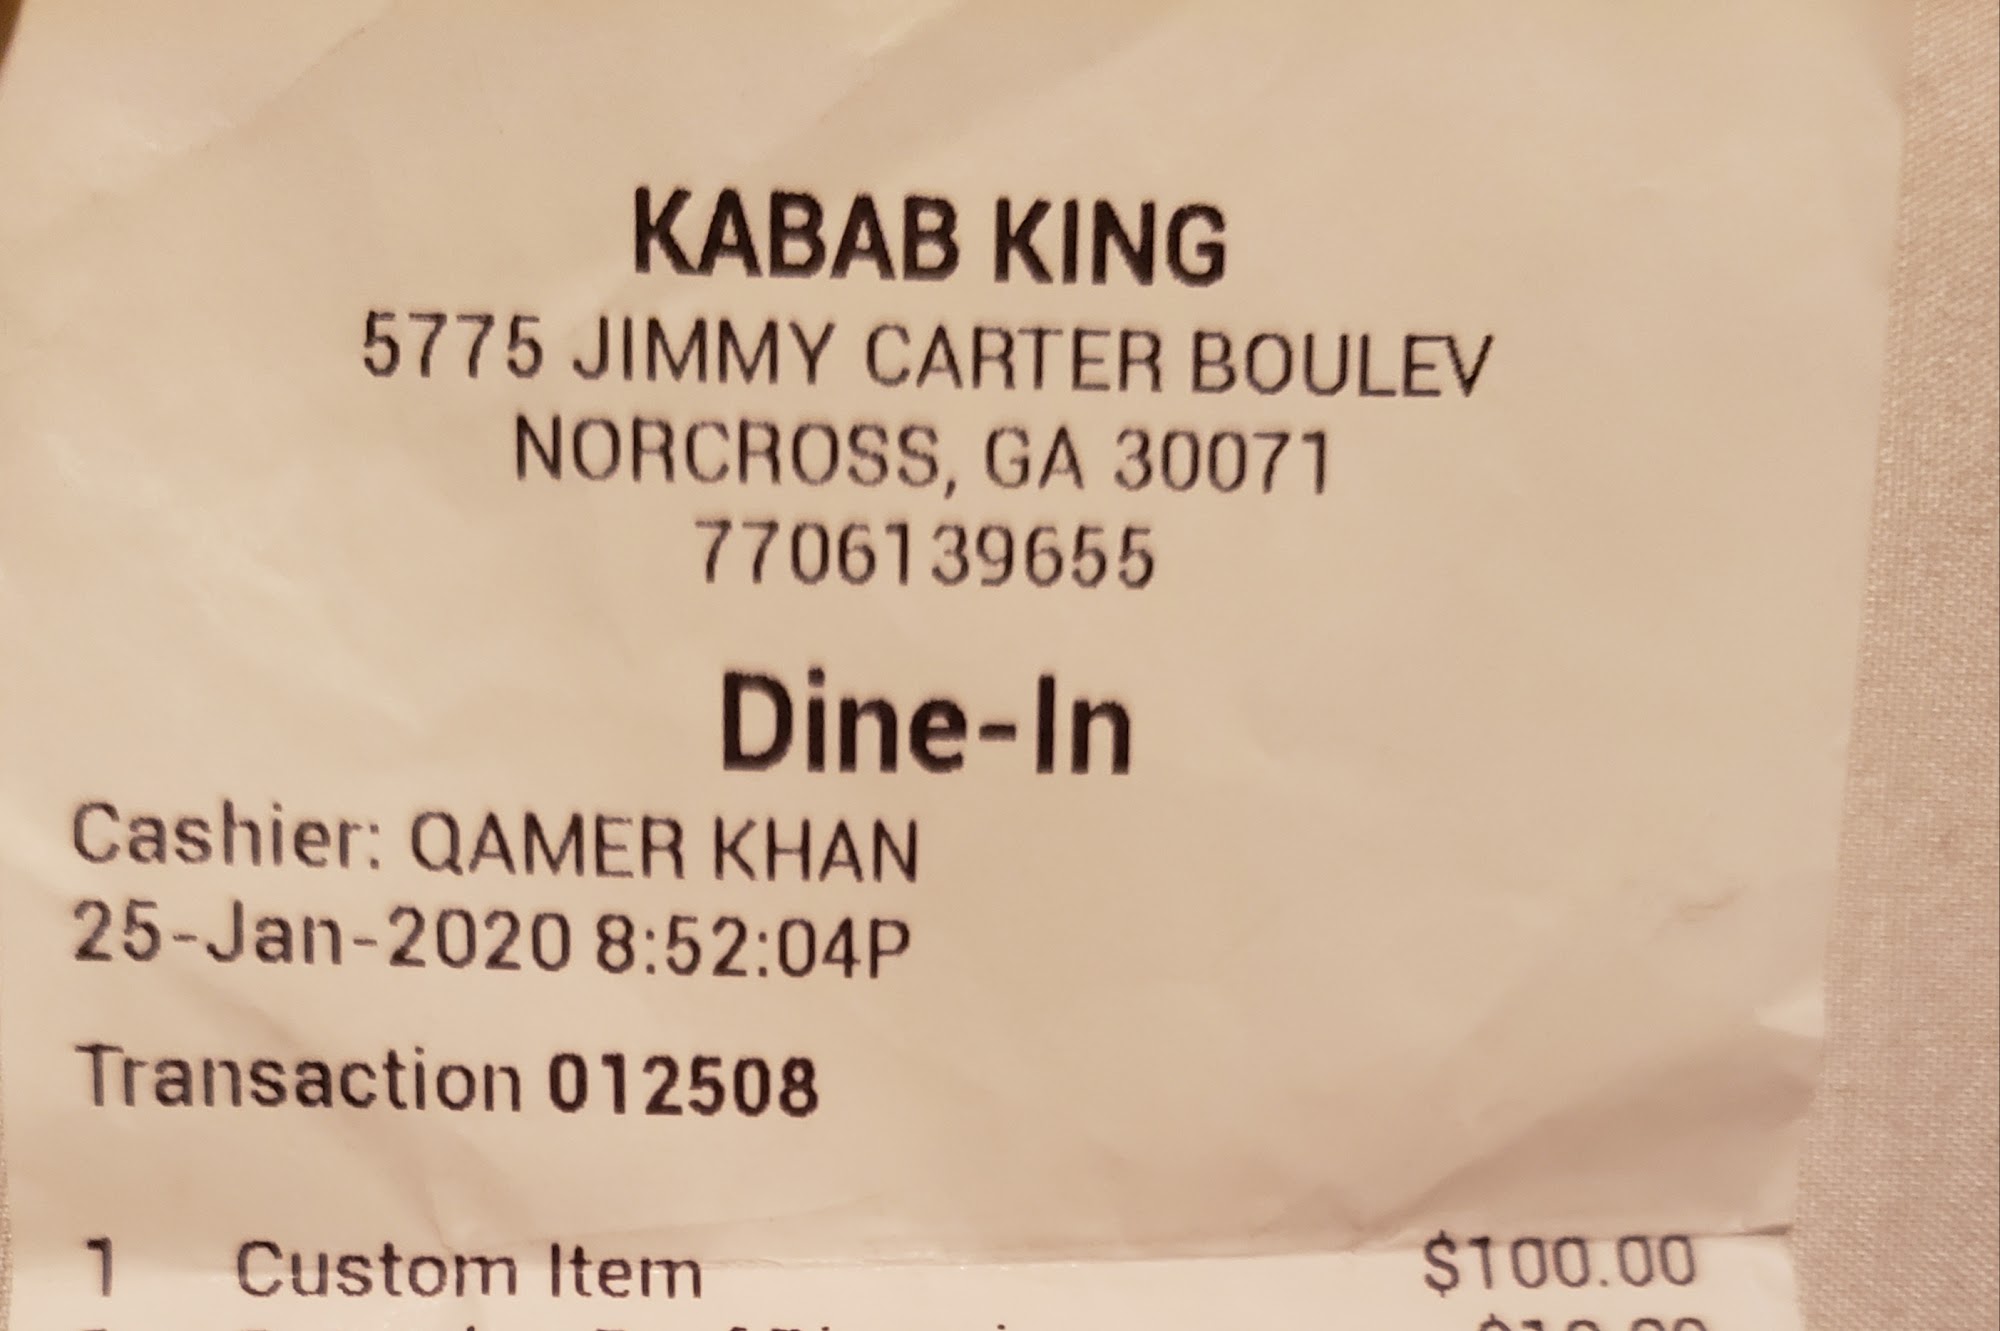 KABAB KING
5775 JIMMY CARTER BOULEV
NORCROSS, GA 30071
7706139655
Dine-In
Cashier: QAMER KHAN
25-Jan-2020 8:52:04P
Transaction 012508
1 Custom Item $100.00